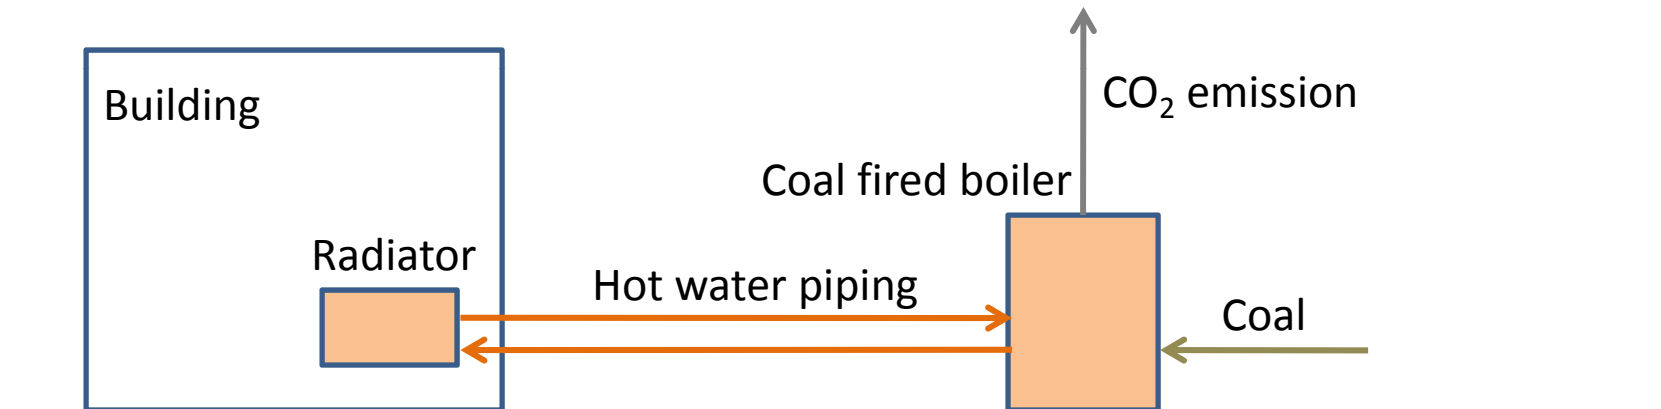 Building
CO₂ emission
Coal fired boiler
Radiator
Hot water piping
Coal